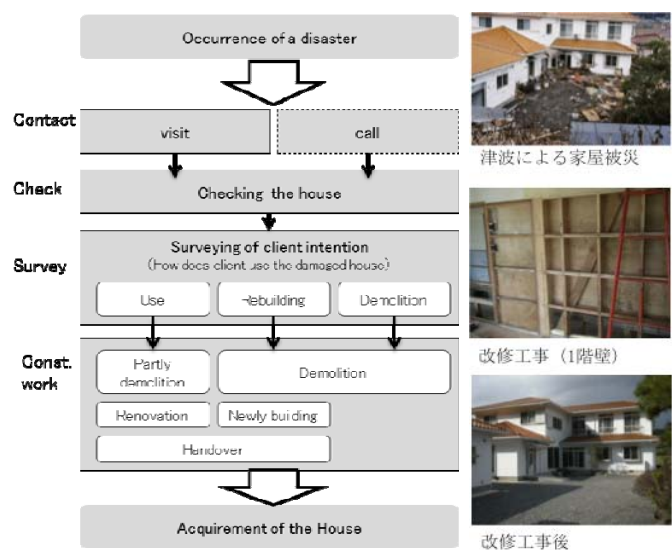 Occurrence of a disaster
Contact
visit
call
Check
Checking the house
Survey
Surveying of client intention
(How does client use the damaged house)
Use
Rebuilding
Demolition
Const.
work
Partly
demolition
Demolition
Renovation
Newly building
Handover
Acquirement of the House
津波による家屋被災
改修工事（1階壁）
改修工事後